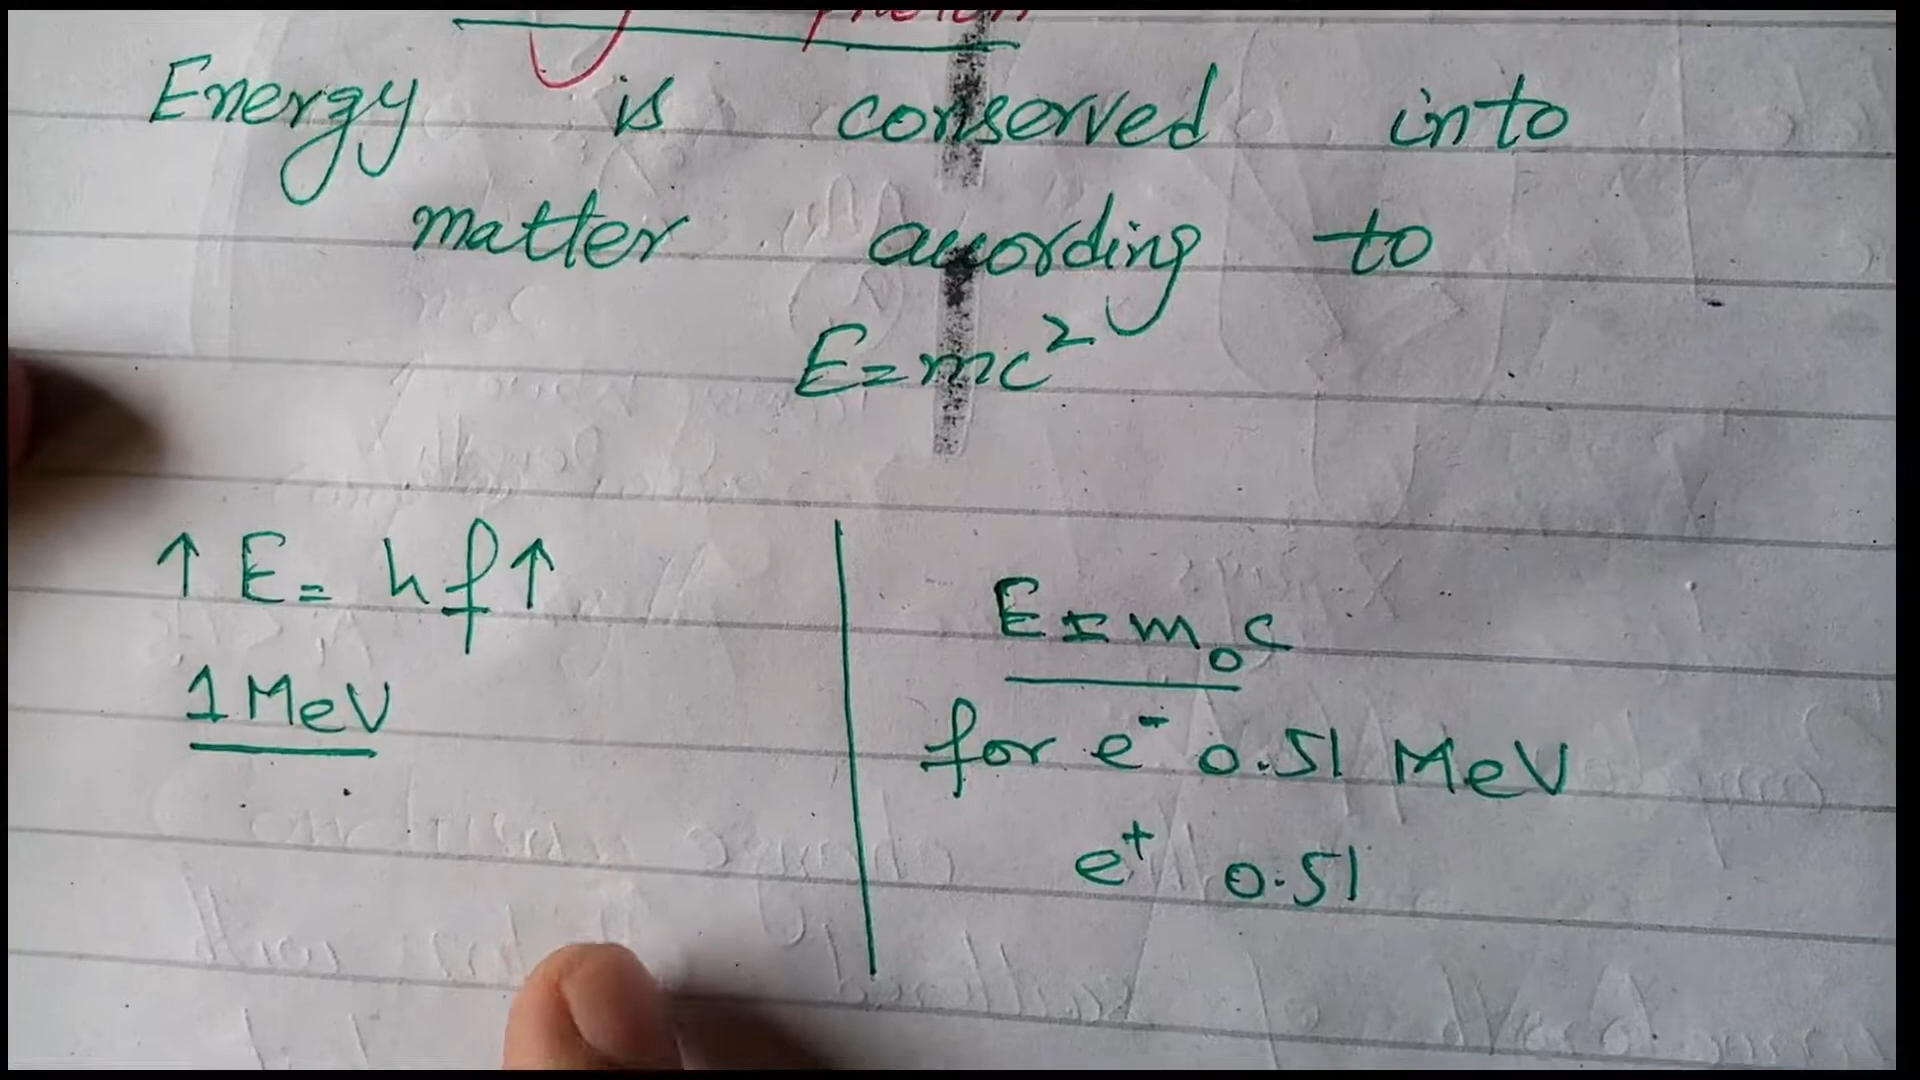 Energy is conserved into
matter according to
E=mc²
↑ E = hf↑
1 MeV
E = m₀c
for e⁻ 0.51 MeV
e⁺ 0.51